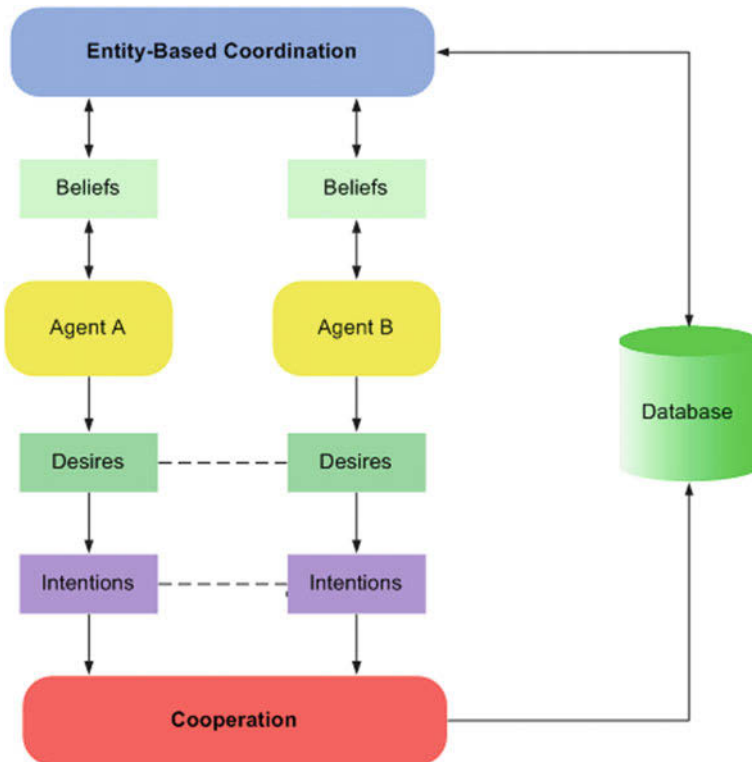 Entity-Based Coordination
Beliefs
Beliefs
Agent A
Agent B
Database
Desires
Desires
Intentions
Intentions
Cooperation